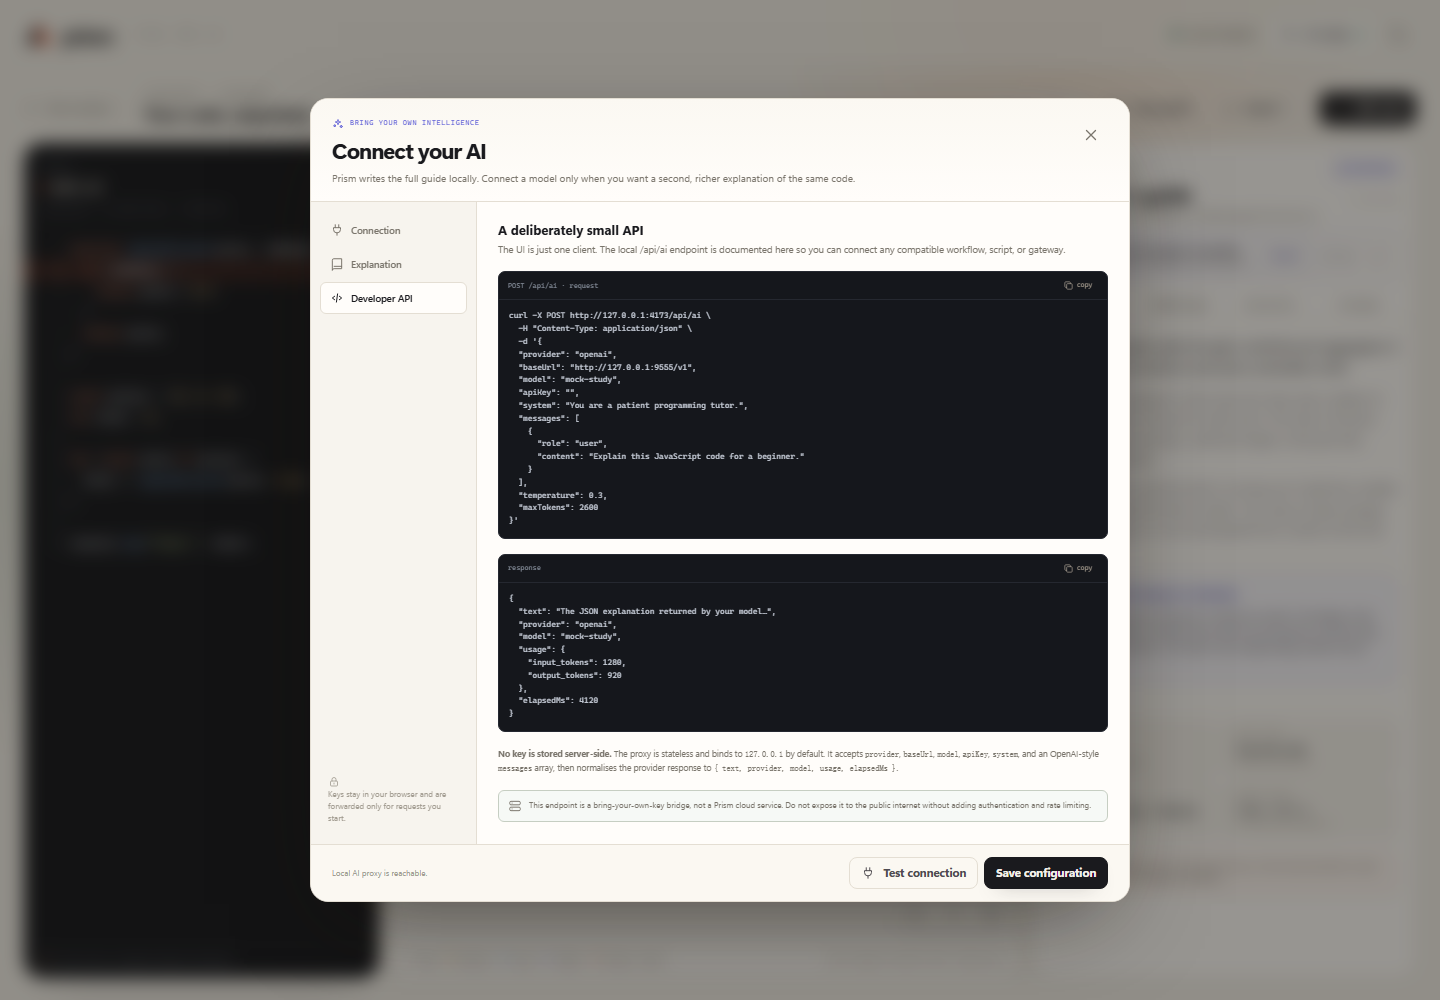 BRING YOUR OWN INTELLIGENCE
Connect your AI
Prism writes the full guide locally. Connect a model only when you want a second, richer explanation of the same code.
Connection
Explanation
Developer API
Keys stay in your browser and are
forwarded only for requests you
start.
A deliberately small API
The UI is just one client. The local /api/ai endpoint is documented here so you can connect any compatible workflow, script, or gateway.
POST /api/ai · request
copy
curl -X POST http://127.0.0.1:4173/api/ai \
  -H "Content-Type: application/json" \
  -d '{
  "provider": "openai",
  "baseUrl": "http://127.0.0.1:9555/v1",
  "model": "mock-study",
  "apiKey": "",
  "system": "You are a patient programming tutor.",
  "messages": [
    {
      "role": "user",
      "content": "Explain this JavaScript code for a beginner."
    }
  ],
  "temperature": 0.3,
  "maxTokens": 2600
}'
response
copy
{
  "text": "The JSON explanation returned by your model…",
  "provider": "openai",
  "model": "mock-study",
  "usage": {
    "input_tokens": 1280,
    "output_tokens": 920
  },
  "elapsedMs": 4120
}
No key is stored server-side. The proxy is stateless and binds to 127.0.0.1 by default. It accepts provider, baseUrl, model, apiKey, system, and an OpenAI-style
messages array, then normalises the provider response to { text, provider, model, usage, elapsedMs }.
This endpoint is a bring-your-own-key bridge, not a Prism cloud service. Do not expose it to the public internet without adding authentication and rate limiting.
Local AI proxy is reachable.
Test connection
Save configuration